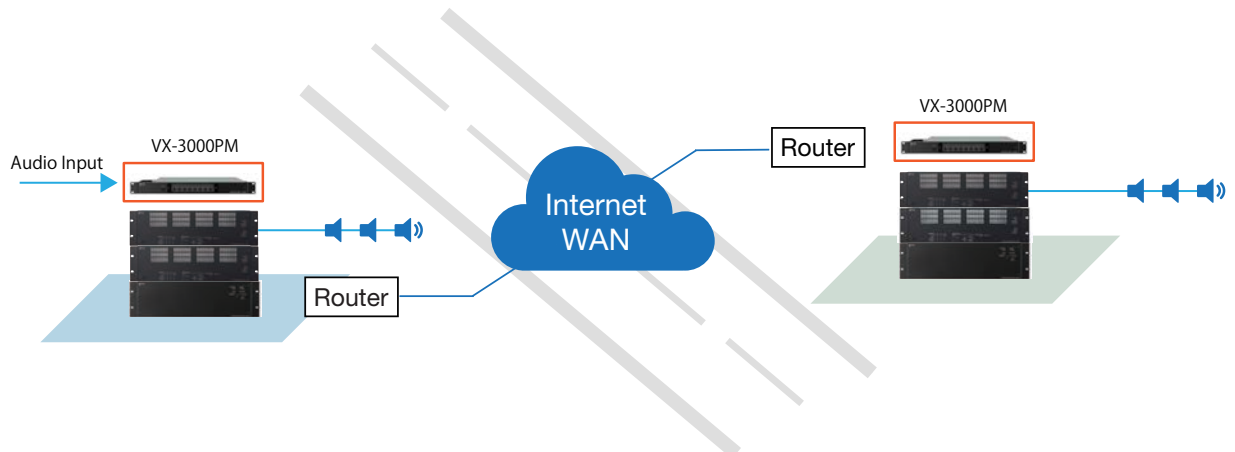 VX-3000PM
Audio Input
Router
Internet
WAN
Router
VX-3000PM